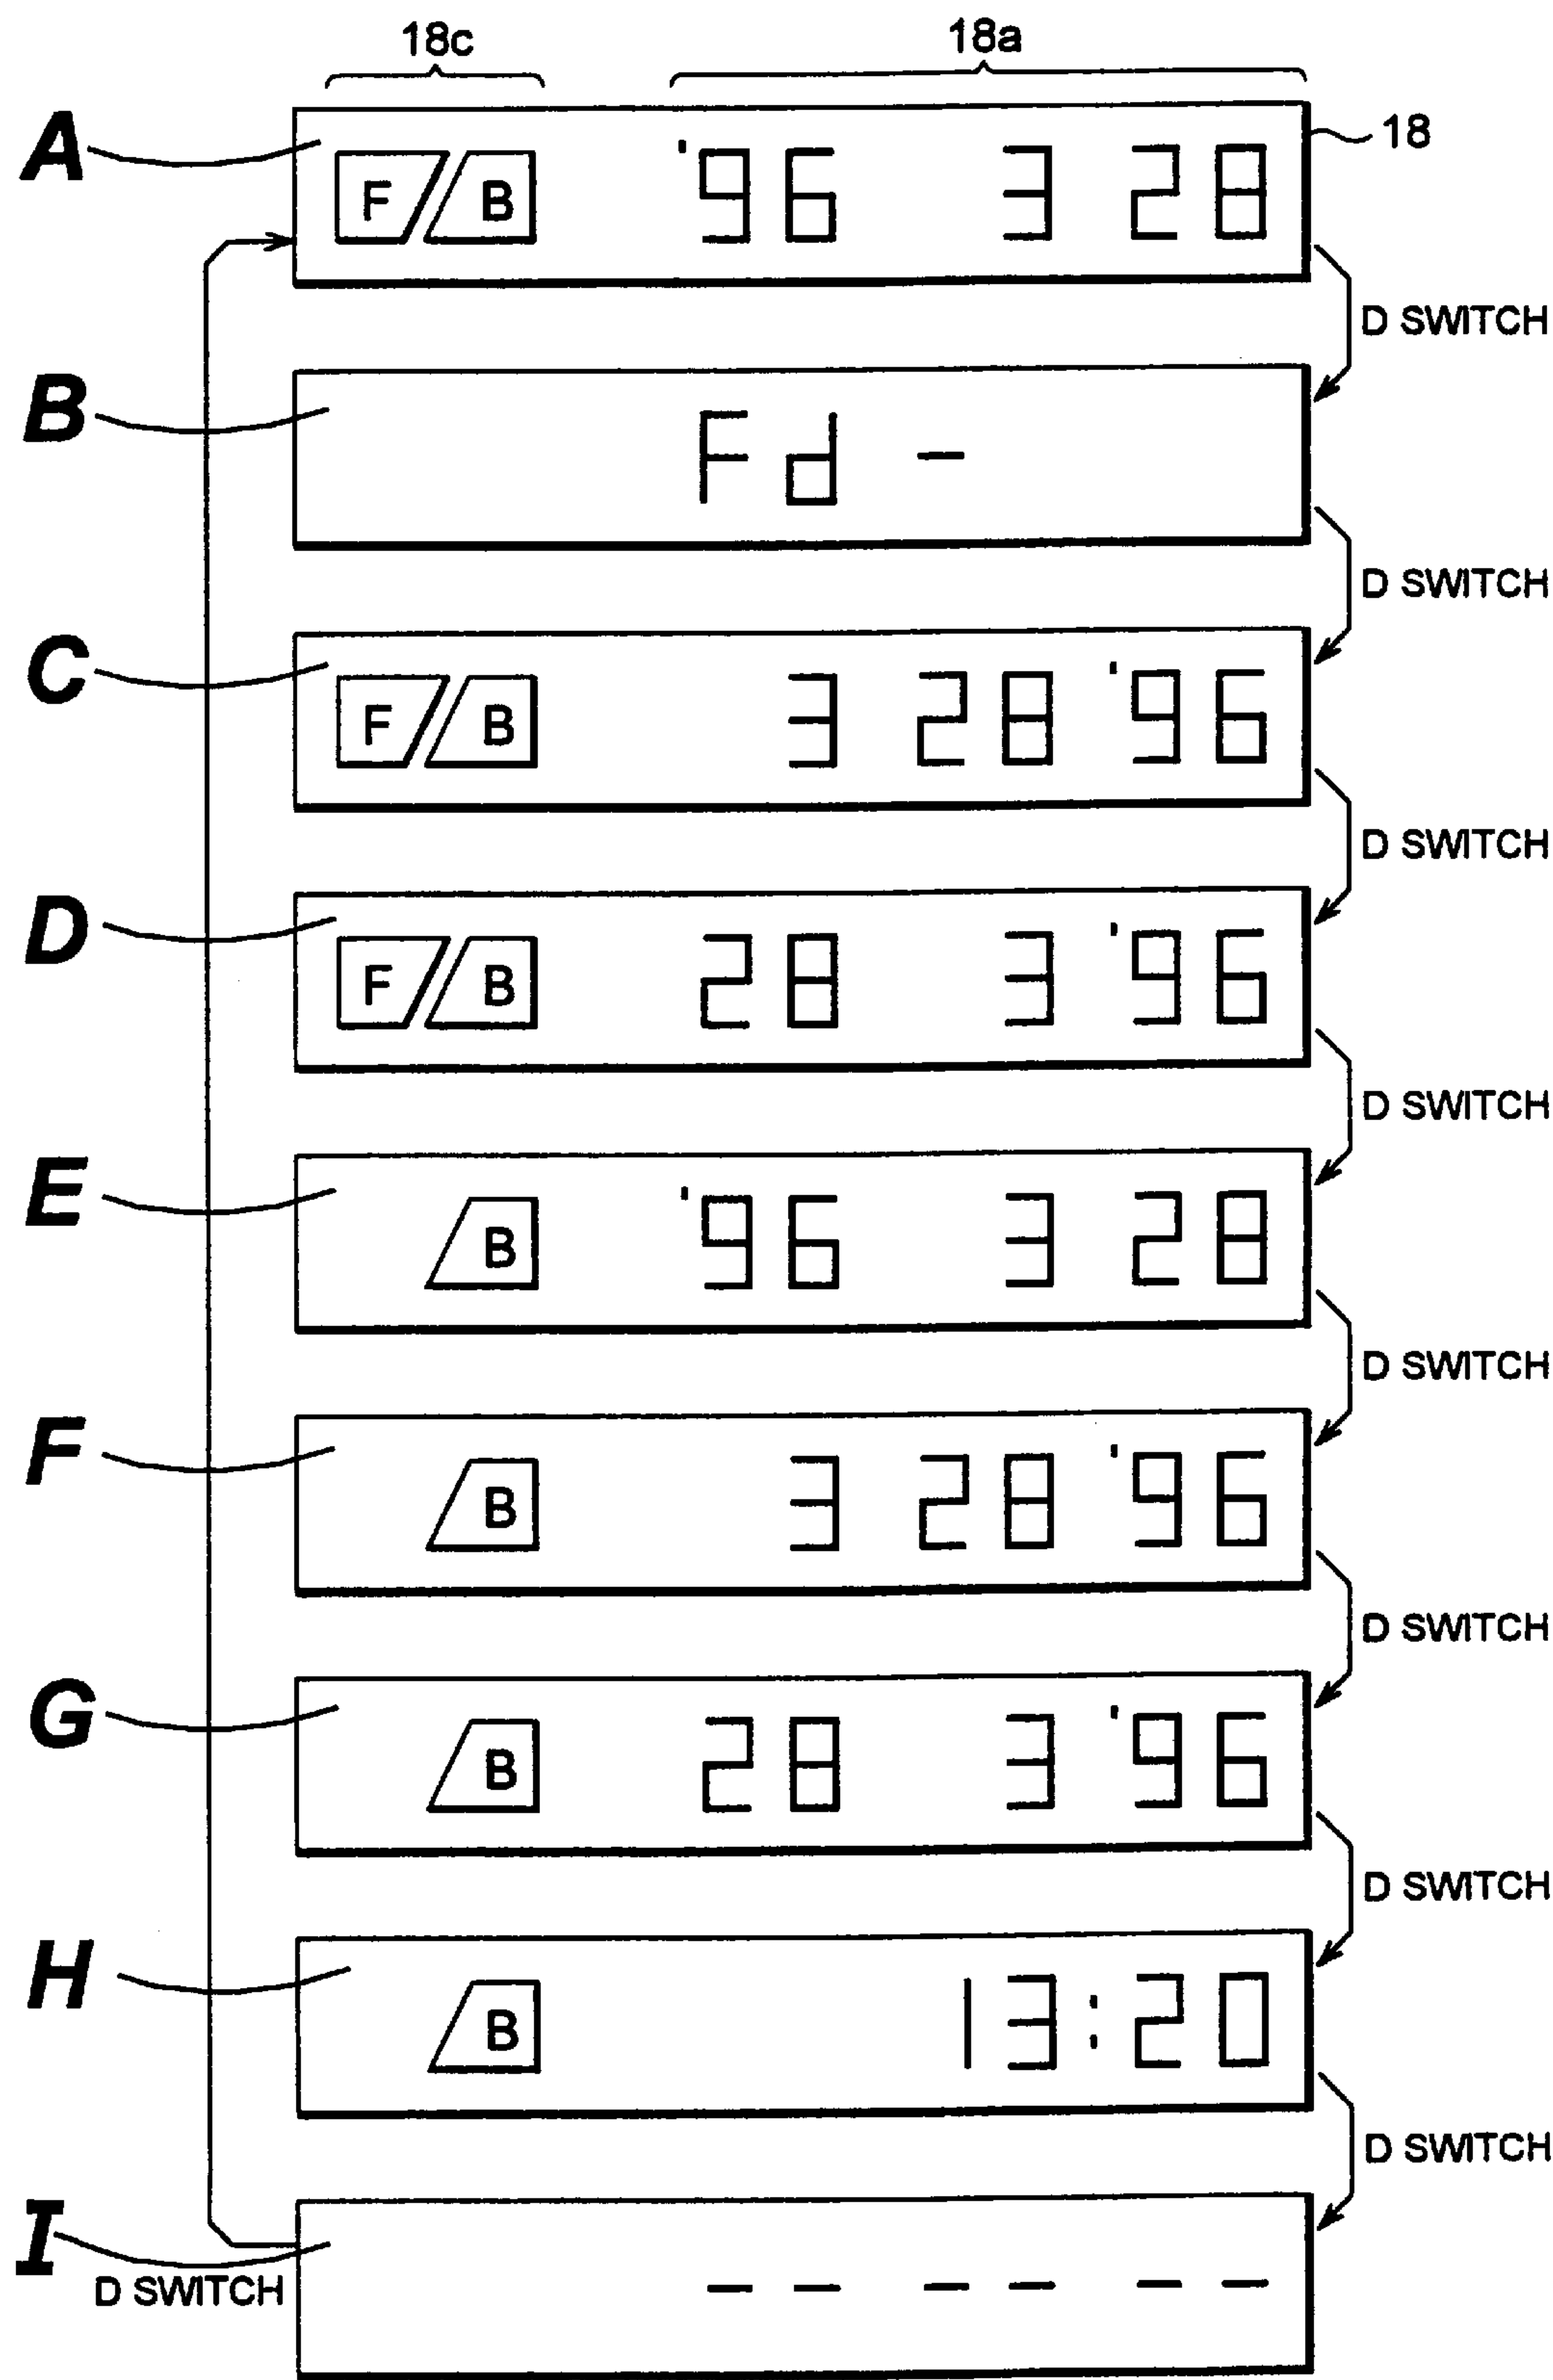 18c 18a
A F B '96 3 28 18
D SWITCH
B Fd -
D SWITCH
C F B 3 28 '96
D SWITCH
D F B 28 3 '96
D SWITCH
E B '96 3 28
D SWITCH
F B 3 28 '96
D SWITCH
G B 28 3 '96
D SWITCH
H B 13:20
D SWITCH
I
D SWITCH -- -- --